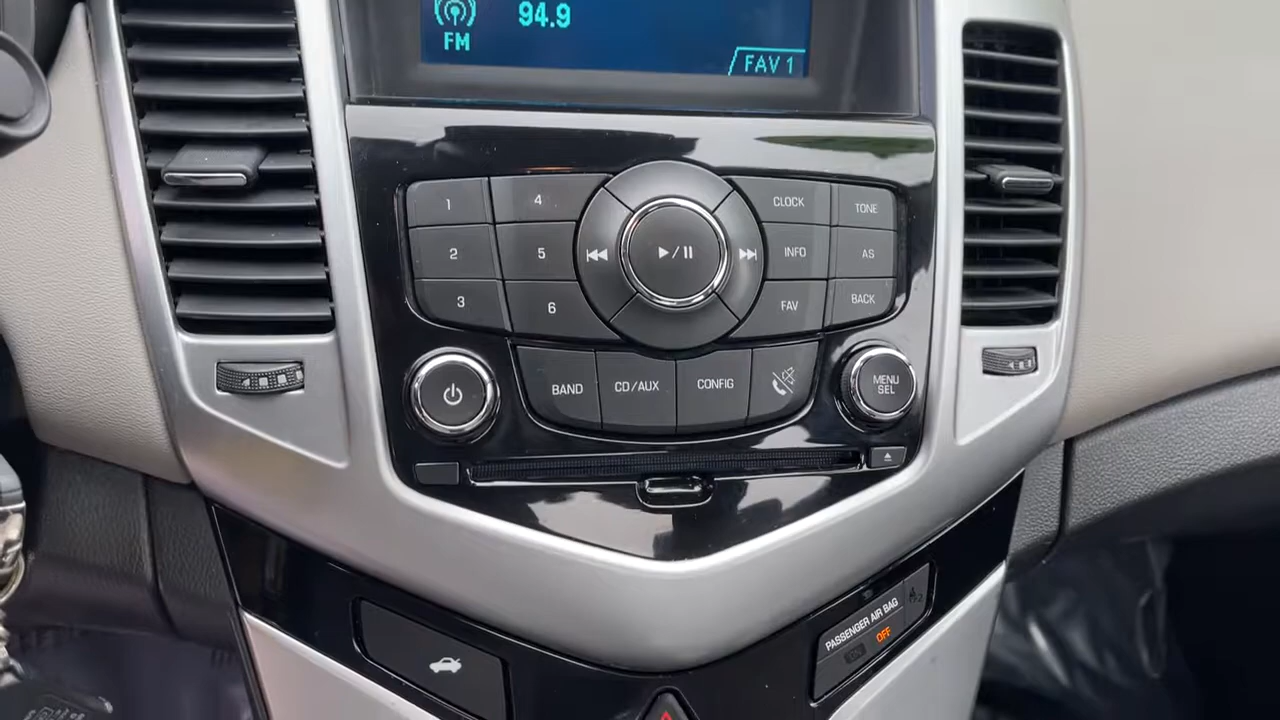 94.9
FM
FAV 1
1
4
CLOCK
TONE
2
5
INFO
AS
3
6
FAV
BACK
BAND
CD/AUX
CONFIG
MENU
SEL
PASSENGER AIR BAG
OFF